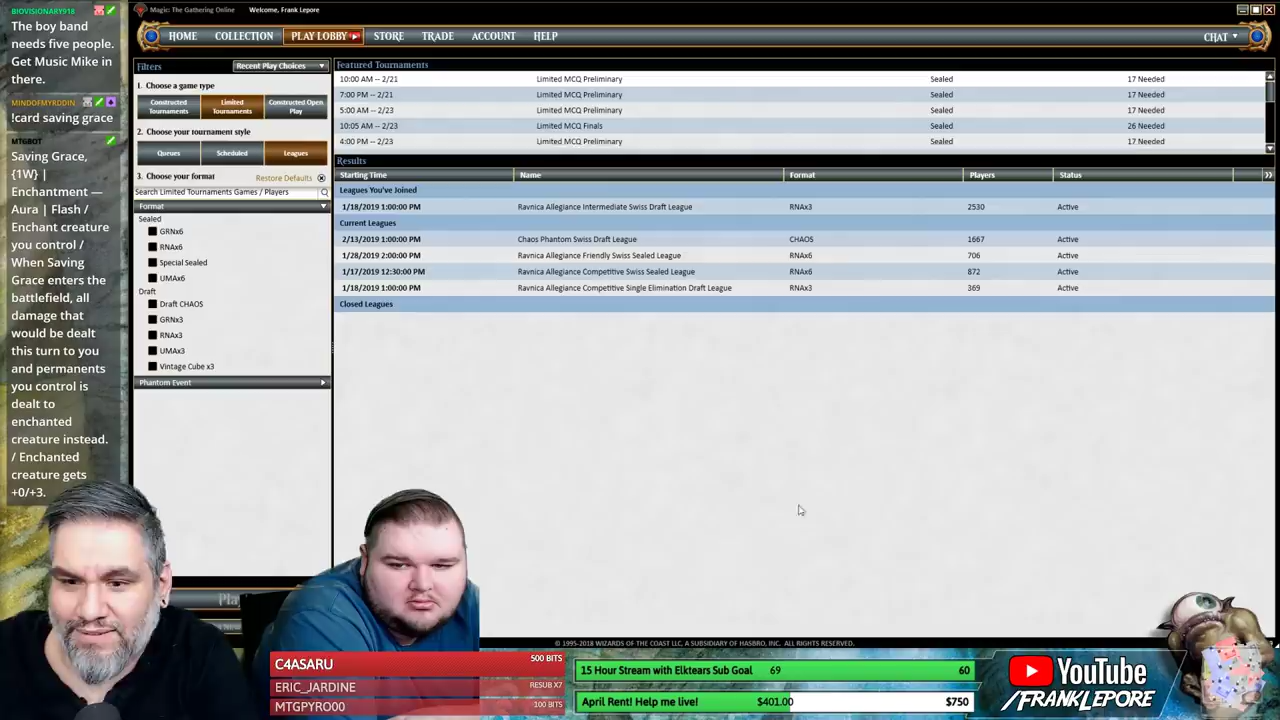 BIOVISIONARY918
The boy band
needs five people.
Get Music Mike in
there.
MINDOFMYRDDIN
!card saving grace
MTGBOT
Saving Grace,
{1W} |
Enchantment —
Aura | Flash /
Enchant creature
you control /
When Saving
Grace enters the
battlefield, all
damage that
would be dealt
this turn to you
and permanents
you control is
dealt to
enchanted
creature instead.
/ Enchanted
creature gets
+0/+3.
Magic: The Gathering Online Welcome, Frank Lepore
HOME COLLECTION PLAY LOBBY STORE TRADE ACCOUNT HELP CHAT
Filters Recent Play Choices
1. Choose a game type
Constructed Tournaments Limited Tournaments Constructed Open Play
2. Choose your tournament style
Queues Scheduled Leagues
3. Choose your format Restore Defaults
Search Limited Tournaments Games / Players
Format
Sealed
GRNx6
RNAx6
Special Sealed
UMAx6
Draft
Draft CHAOS
GRNx3
RNAx3
UMAx3
Vintage Cube x3
Phantom Event
Featured Tournaments
10:00 AM -- 2/21 Limited MCQ Preliminary Sealed 17 Needed
7:00 PM -- 2/21 Limited MCQ Preliminary Sealed 17 Needed
5:00 AM -- 2/23 Limited MCQ Preliminary Sealed 17 Needed
10:05 AM -- 2/23 Limited MCQ Finals Sealed 26 Needed
4:00 PM -- 2/23 Limited MCQ Preliminary Sealed 17 Needed
Results
Starting Time Name Format Players Status
Leagues You've Joined
1/18/2019 1:00:00 PM Ravnica Allegiance Intermediate Swiss Draft League RNAx3 2530 Active
Current Leagues
2/13/2019 1:00:00 PM Chaos Phantom Swiss Draft League CHAOS 1667 Active
1/28/2019 2:00:00 PM Ravnica Allegiance Friendly Swiss Sealed League RNAx6 706 Active
1/17/2019 12:30:00 PM Ravnica Allegiance Competitive Swiss Sealed League RNAx6 872 Active
1/18/2019 1:00:00 PM Ravnica Allegiance Competitive Single Elimination Draft League RNAx3 369 Active
Closed Leagues
© 1995-2018 WIZARDS OF THE COAST LLC, A SUBSIDIARY OF HASBRO, INC. ALL RIGHTS RESERVED.
C4ASARU 500 BITS
ERIC_JARDINE RESUB X7
MTGPYRO00 100 BITS
15 Hour Stream with Elktears Sub Goal 69 60
April Rent! Help me live! $401.00 $750
YouTube
/FRANKLEPORE